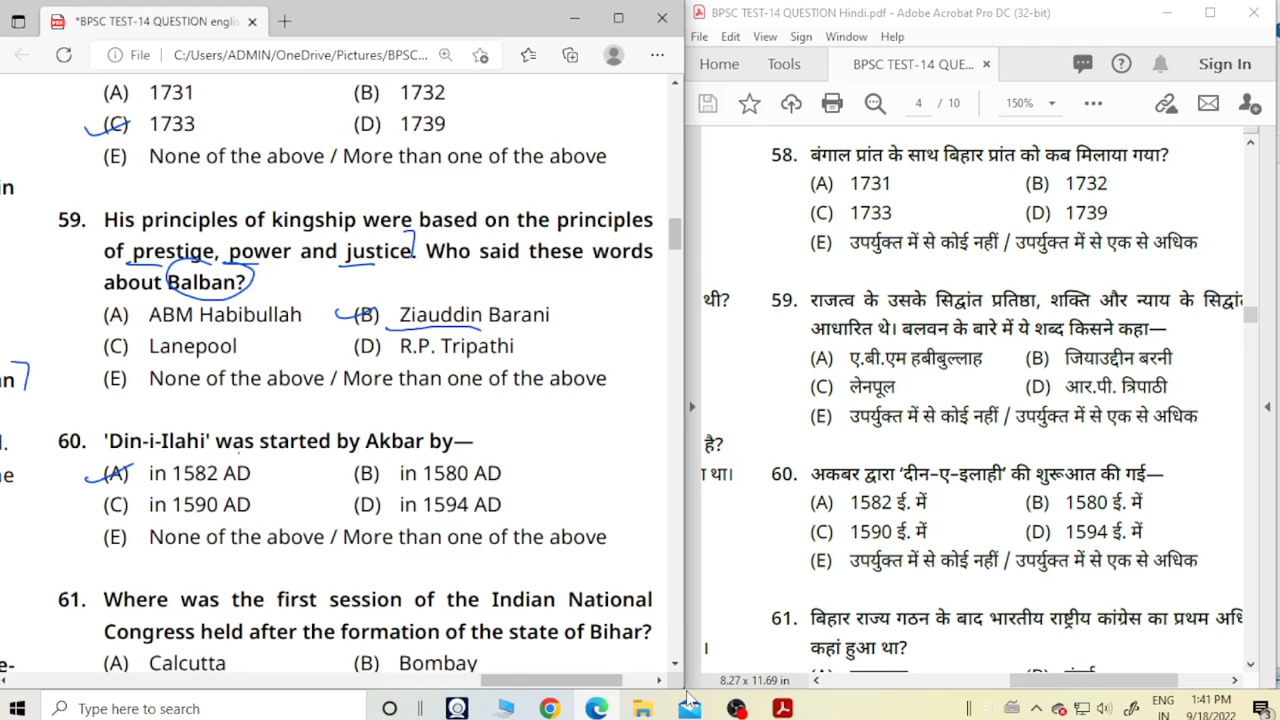 *BPSC TEST-14 QUESTION englis
File C:/Users/ADMIN/OneDrive/Pictures/BPSC...
(A) 1731 (B) 1732
(C) 1733 (D) 1739
(E) None of the above / More than one of the above
in
59. His principles of kingship were based on the principles
of prestige, power and justice. Who said these words
about Balban?
(A) ABM Habibullah (B) Ziauddin Barani
(C) Lanepool (D) R.P. Tripathi
(E) None of the above / More than one of the above
60. 'Din-i-Ilahi' was started by Akbar by—
(A) in 1582 AD (B) in 1580 AD
(C) in 1590 AD (D) in 1594 AD
(E) None of the above / More than one of the above
61. Where was the first session of the Indian National
Congress held after the formation of the state of Bihar?
(A) Calcutta (B) Bombay
BPSC TEST-14 QUESTION Hindi.pdf - Adobe Acrobat Pro DC (32-bit)
File Edit View Sign Window Help
Home Tools BPSC TEST-14 QUE... Sign In
4 / 10 150%
58. बंगाल प्रांत के साथ बिहार प्रांत को कब मिलाया गया?
(A) 1731 (B) 1732
(C) 1733 (D) 1739
(E) उपर्युक्त में से कोई नहीं / उपर्युक्त में से एक से अधिक
थी? 59. राजत्व के उसके सिद्वांत प्रतिष्ठा, शक्ति और न्याय के सिद्वांत
आधारित थे। बलवन के बारे में ये शब्द किसने कहा—
(A) ए.बी.एम हबीबुल्लाह (B) जियाउद्दीन बरनी
(C) लेनपूल (D) आर.पी. त्रिपाठी
(E) उपर्युक्त में से कोई नहीं / उपर्युक्त में से एक से अधिक
है?
था। 60. अकबर द्वारा ‘दीन-ए-इलाही’ की शुरूआत की गई—
(A) 1582 ई. में (B) 1580 ई. में
(C) 1590 ई. में (D) 1594 ई. में
(E) उपर्युक्त में से कोई नहीं / उपर्युक्त में से एक से अधिक
61. बिहार राज्य गठन के बाद भारतीय राष्ट्रीय कांग्रेस का प्रथम अधि
कहां हुआ था?
8.27 x 11.69 in
Type here to search
ENG 1:41 PM
IN 9/18/2022